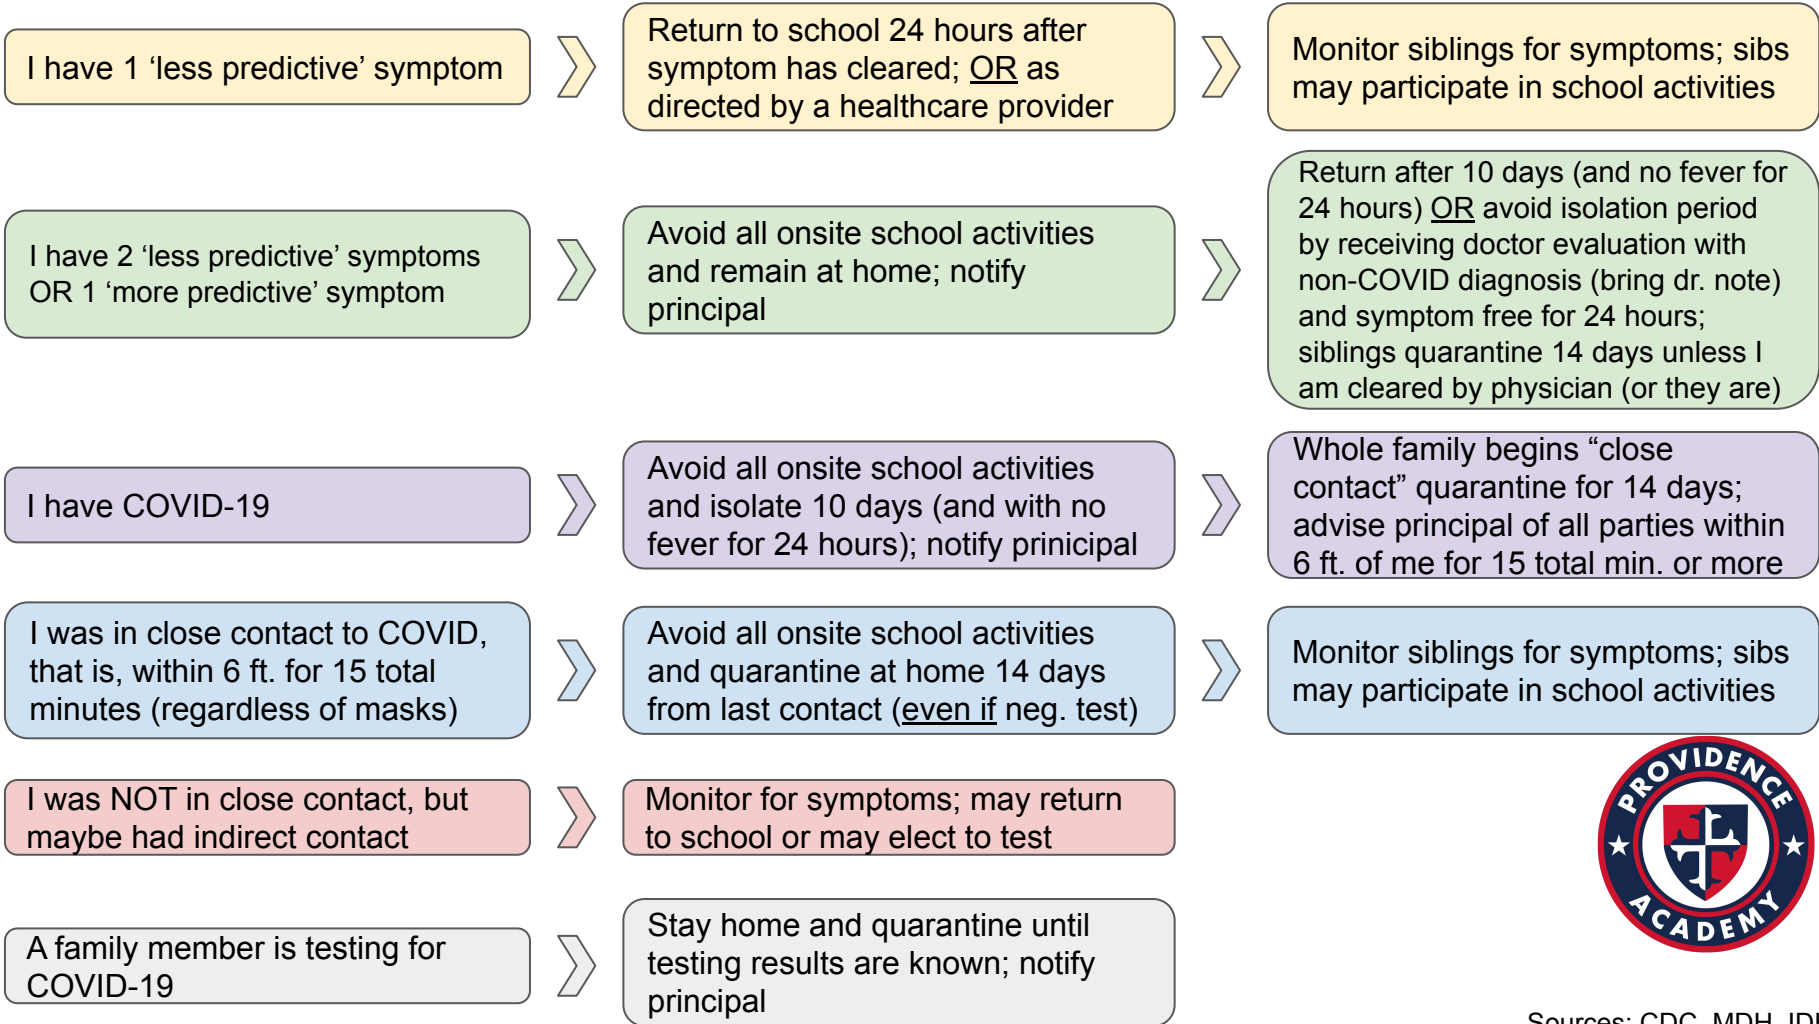 I have 1 ‘less predictive’ symptom
Return to school 24 hours after
symptom has cleared; OR as
directed by a healthcare provider
Monitor siblings for symptoms; sibs
may participate in school activities
I have 2 ‘less predictive’ symptoms
OR 1 ‘more predictive’ symptom
Avoid all onsite school activities
and remain at home; notify
principal
Return after 10 days (and no fever for
24 hours) OR avoid isolation period
by receiving doctor evaluation with
non-COVID diagnosis (bring dr. note)
and symptom free for 24 hours;
siblings quarantine 14 days unless I
am cleared by physician (or they are)
I have COVID-19
Avoid all onsite school activities
and isolate 10 days (and with no
fever for 24 hours); notify prinicipal
Whole family begins “close
contact” quarantine for 14 days;
advise principal of all parties within
6 ft. of me for 15 total min. or more
I was in close contact to COVID,
that is, within 6 ft. for 15 total
minutes (regardless of masks)
Avoid all onsite school activities
and quarantine at home 14 days
from last contact (even if neg. test)
Monitor siblings for symptoms; sibs
may participate in school activities
I was NOT in close contact, but
maybe had indirect contact
Monitor for symptoms; may return
to school or may elect to test
A family member is testing for
COVID-19
Stay home and quarantine until
testing results are known; notify
principal
PROVIDENCE
ACADEMY
Sources: CDC, MDH,